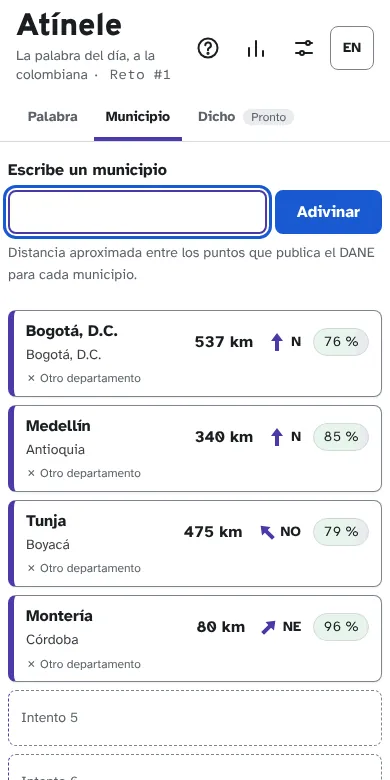 Atínele
La palabra del día, a la
colombiana · Reto #1
EN
Palabra
Municipio
Dicho Pronto
Escribe un municipio
Adivinar
Distancia aproximada entre los puntos que publica el DANE
para cada municipio.
Bogotá, D.C.
Bogotá, D.C.
× Otro departamento
537 km N 76 %
Medellín
Antioquia
× Otro departamento
340 km N 85 %
Tunja
Boyacá
× Otro departamento
475 km NO 79 %
Montería
Córdoba
× Otro departamento
80 km NE 96 %
Intento 5
Intento 6